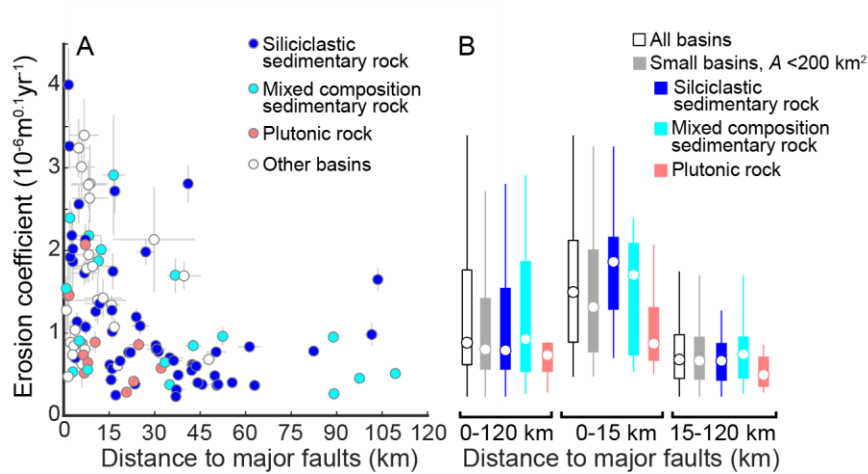 A
Siliciclastic
sedimentary rock
Mixed composition
sedimentary rock
Plutonic rock
Other basins
Erosion coefficient (10⁻⁶m⁰·¹yr⁻¹)
4
3
2
1
0
0 15 30 45 60 75 90 105 120
Distance to major faults (km)
B
All basins
Small basins, A <200 km²
Silciclastic
sedimentary rock
Mixed composition
sedimentary rock
Plutonic rock
0-120 km 0-15 km 15-120 km
Distance to major faults (km)